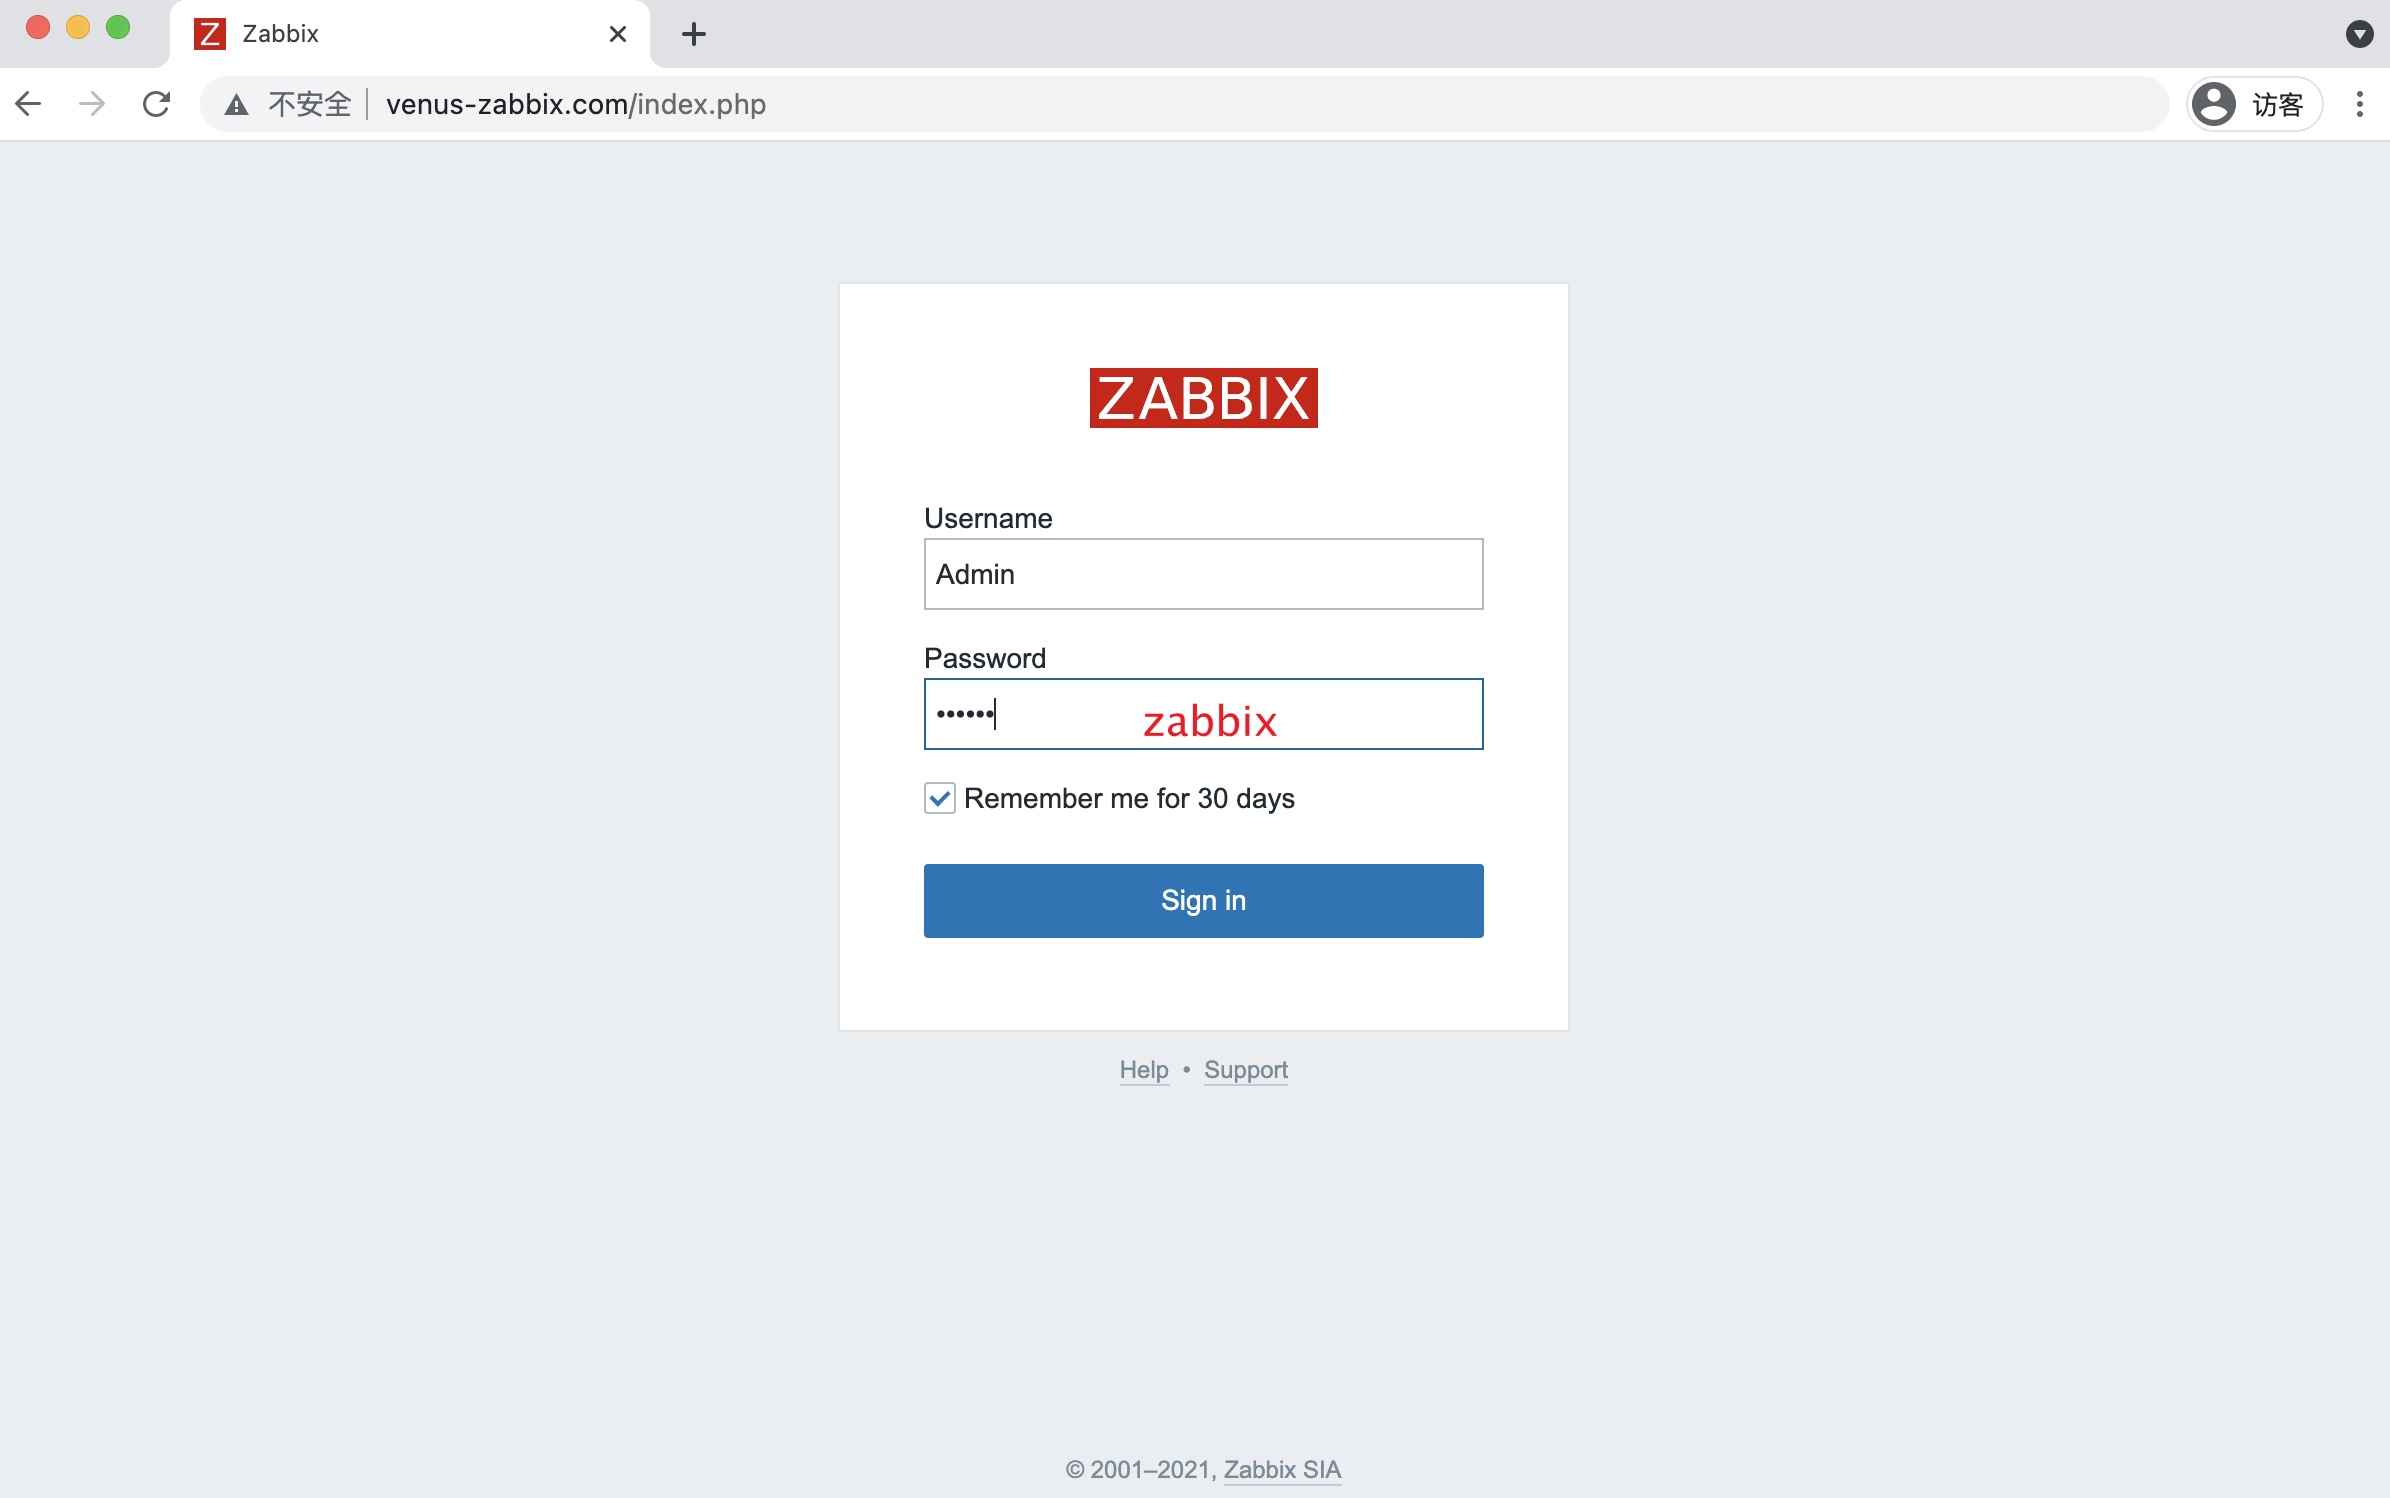 Z Zabbix
不安全 venus-zabbix.com/index.php 访客
ZABBIX
Username
Admin
Password
•••••• zabbix
Remember me for 30 days
Sign in
Help • Support
© 2001–2021, Zabbix SIA